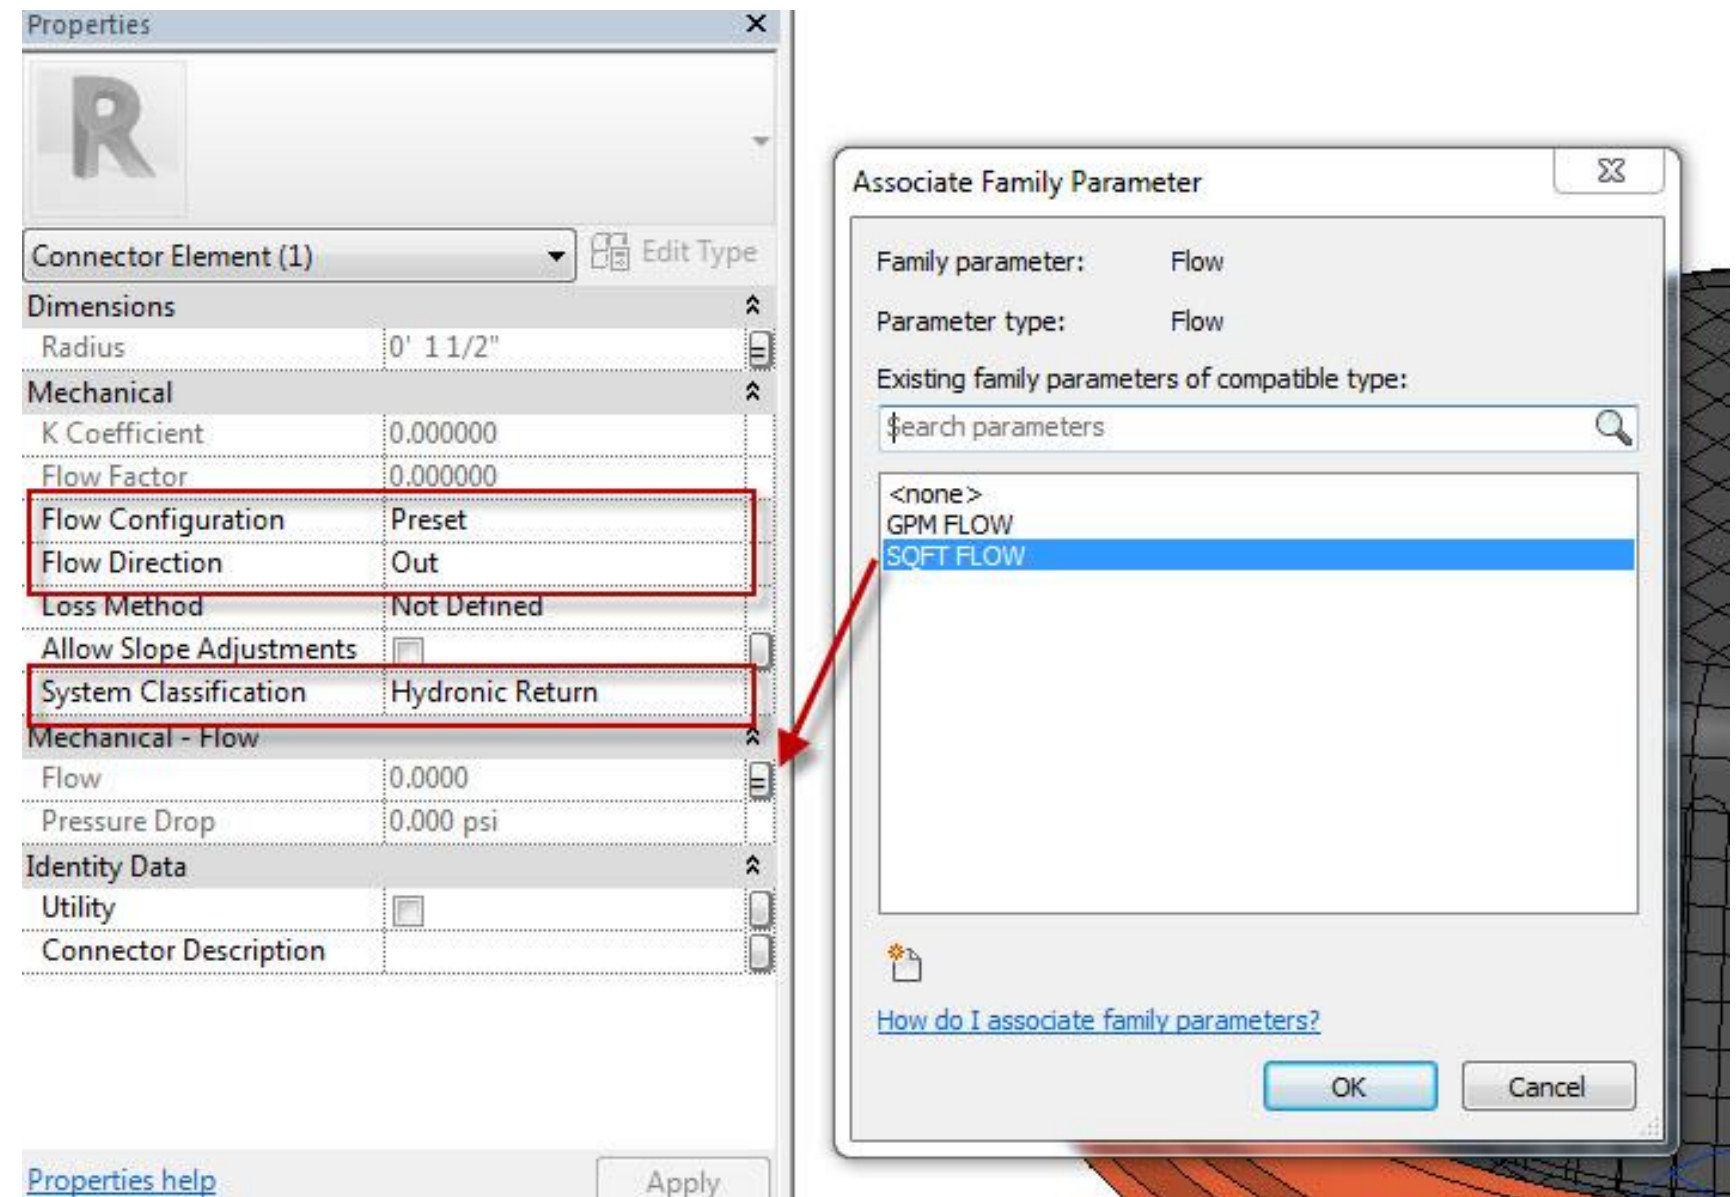 Properties
R
Connector Element (1)
Edit Type
Dimensions
Radius 0' 1 1/2"
Mechanical
K Coefficient 0.000000
Flow Factor 0.000000
Flow Configuration Preset
Flow Direction Out
Loss Method Not Defined
Allow Slope Adjustments
System Classification Hydronic Return
Mechanical - Flow
Flow 0.0000
Pressure Drop 0.000 psi
Identity Data
Utility
Connector Description
Properties help
Apply
Associate Family Parameter
Family parameter: Flow
Parameter type: Flow
Existing family parameters of compatible type:
Search parameters
<none>
GPM FLOW
SQFT FLOW
How do I associate family parameters?
OK
Cancel